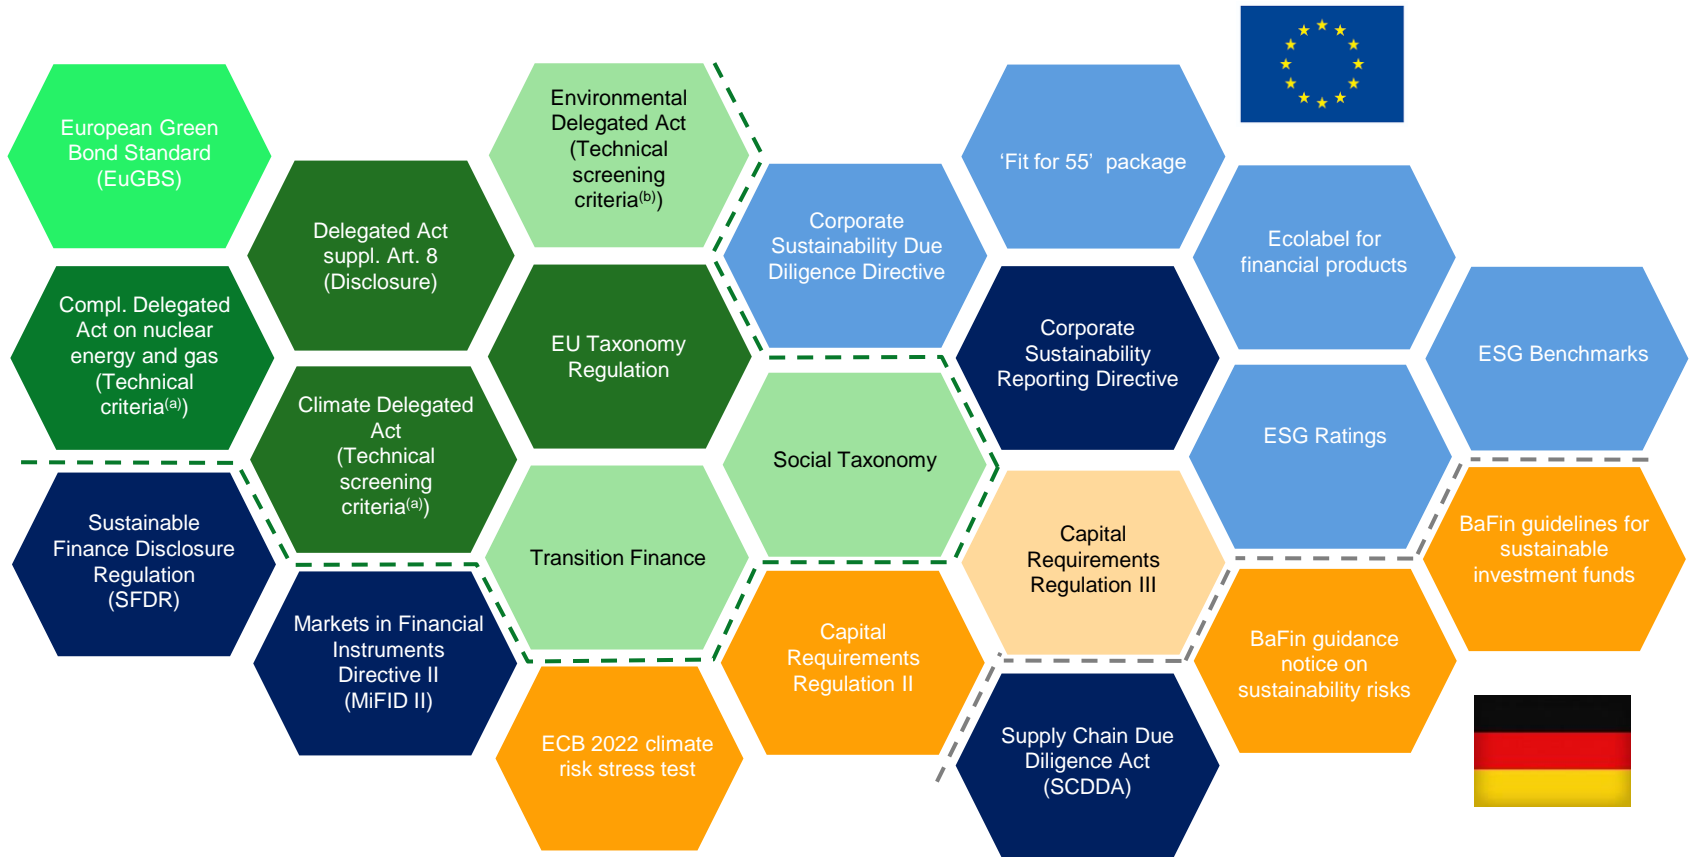 European Green
Bond Standard
(EuGBS)
Compl. Delegated
Act on nuclear
energy and gas
(Technical
criteria(a))
Sustainable
Finance Disclosure
Regulation
(SFDR)
Delegated Act
suppl. Art. 8
(Disclosure)
Climate Delegated
Act
(Technical
screening
criteria(a))
Markets in Financial
Instruments
Directive II
(MiFID II)
Environmental
Delegated Act
(Technical
screening
criteria(b))
EU Taxonomy
Regulation
Transition Finance
ECB 2022 climate
risk stress test
Corporate
Sustainability Due
Diligence Directive
Social Taxonomy
Capital
Requirements
Regulation II
‘Fit for 55’ package
Corporate
Sustainability
Reporting Directive
Capital
Requirements
Regulation III
Supply Chain Due
Diligence Act
(SCDDA)
Ecolabel for
financial products
ESG Ratings
BaFin guidance
notice on
sustainability risks
ESG Benchmarks
BaFin guidelines for
sustainable
investment funds